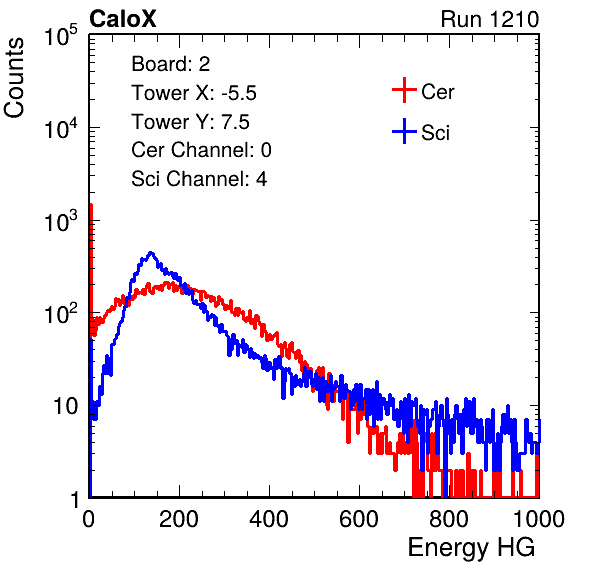 CaloX Run 1210
Counts
Board: 2
Tower X: -5.5
Tower Y: 7.5
Cer Channel: 0
Sci Channel: 4
Cer
Sci
10^5
10^4
10^3
10^2
10
1
0 200 400 600 800 1000
Energy HG